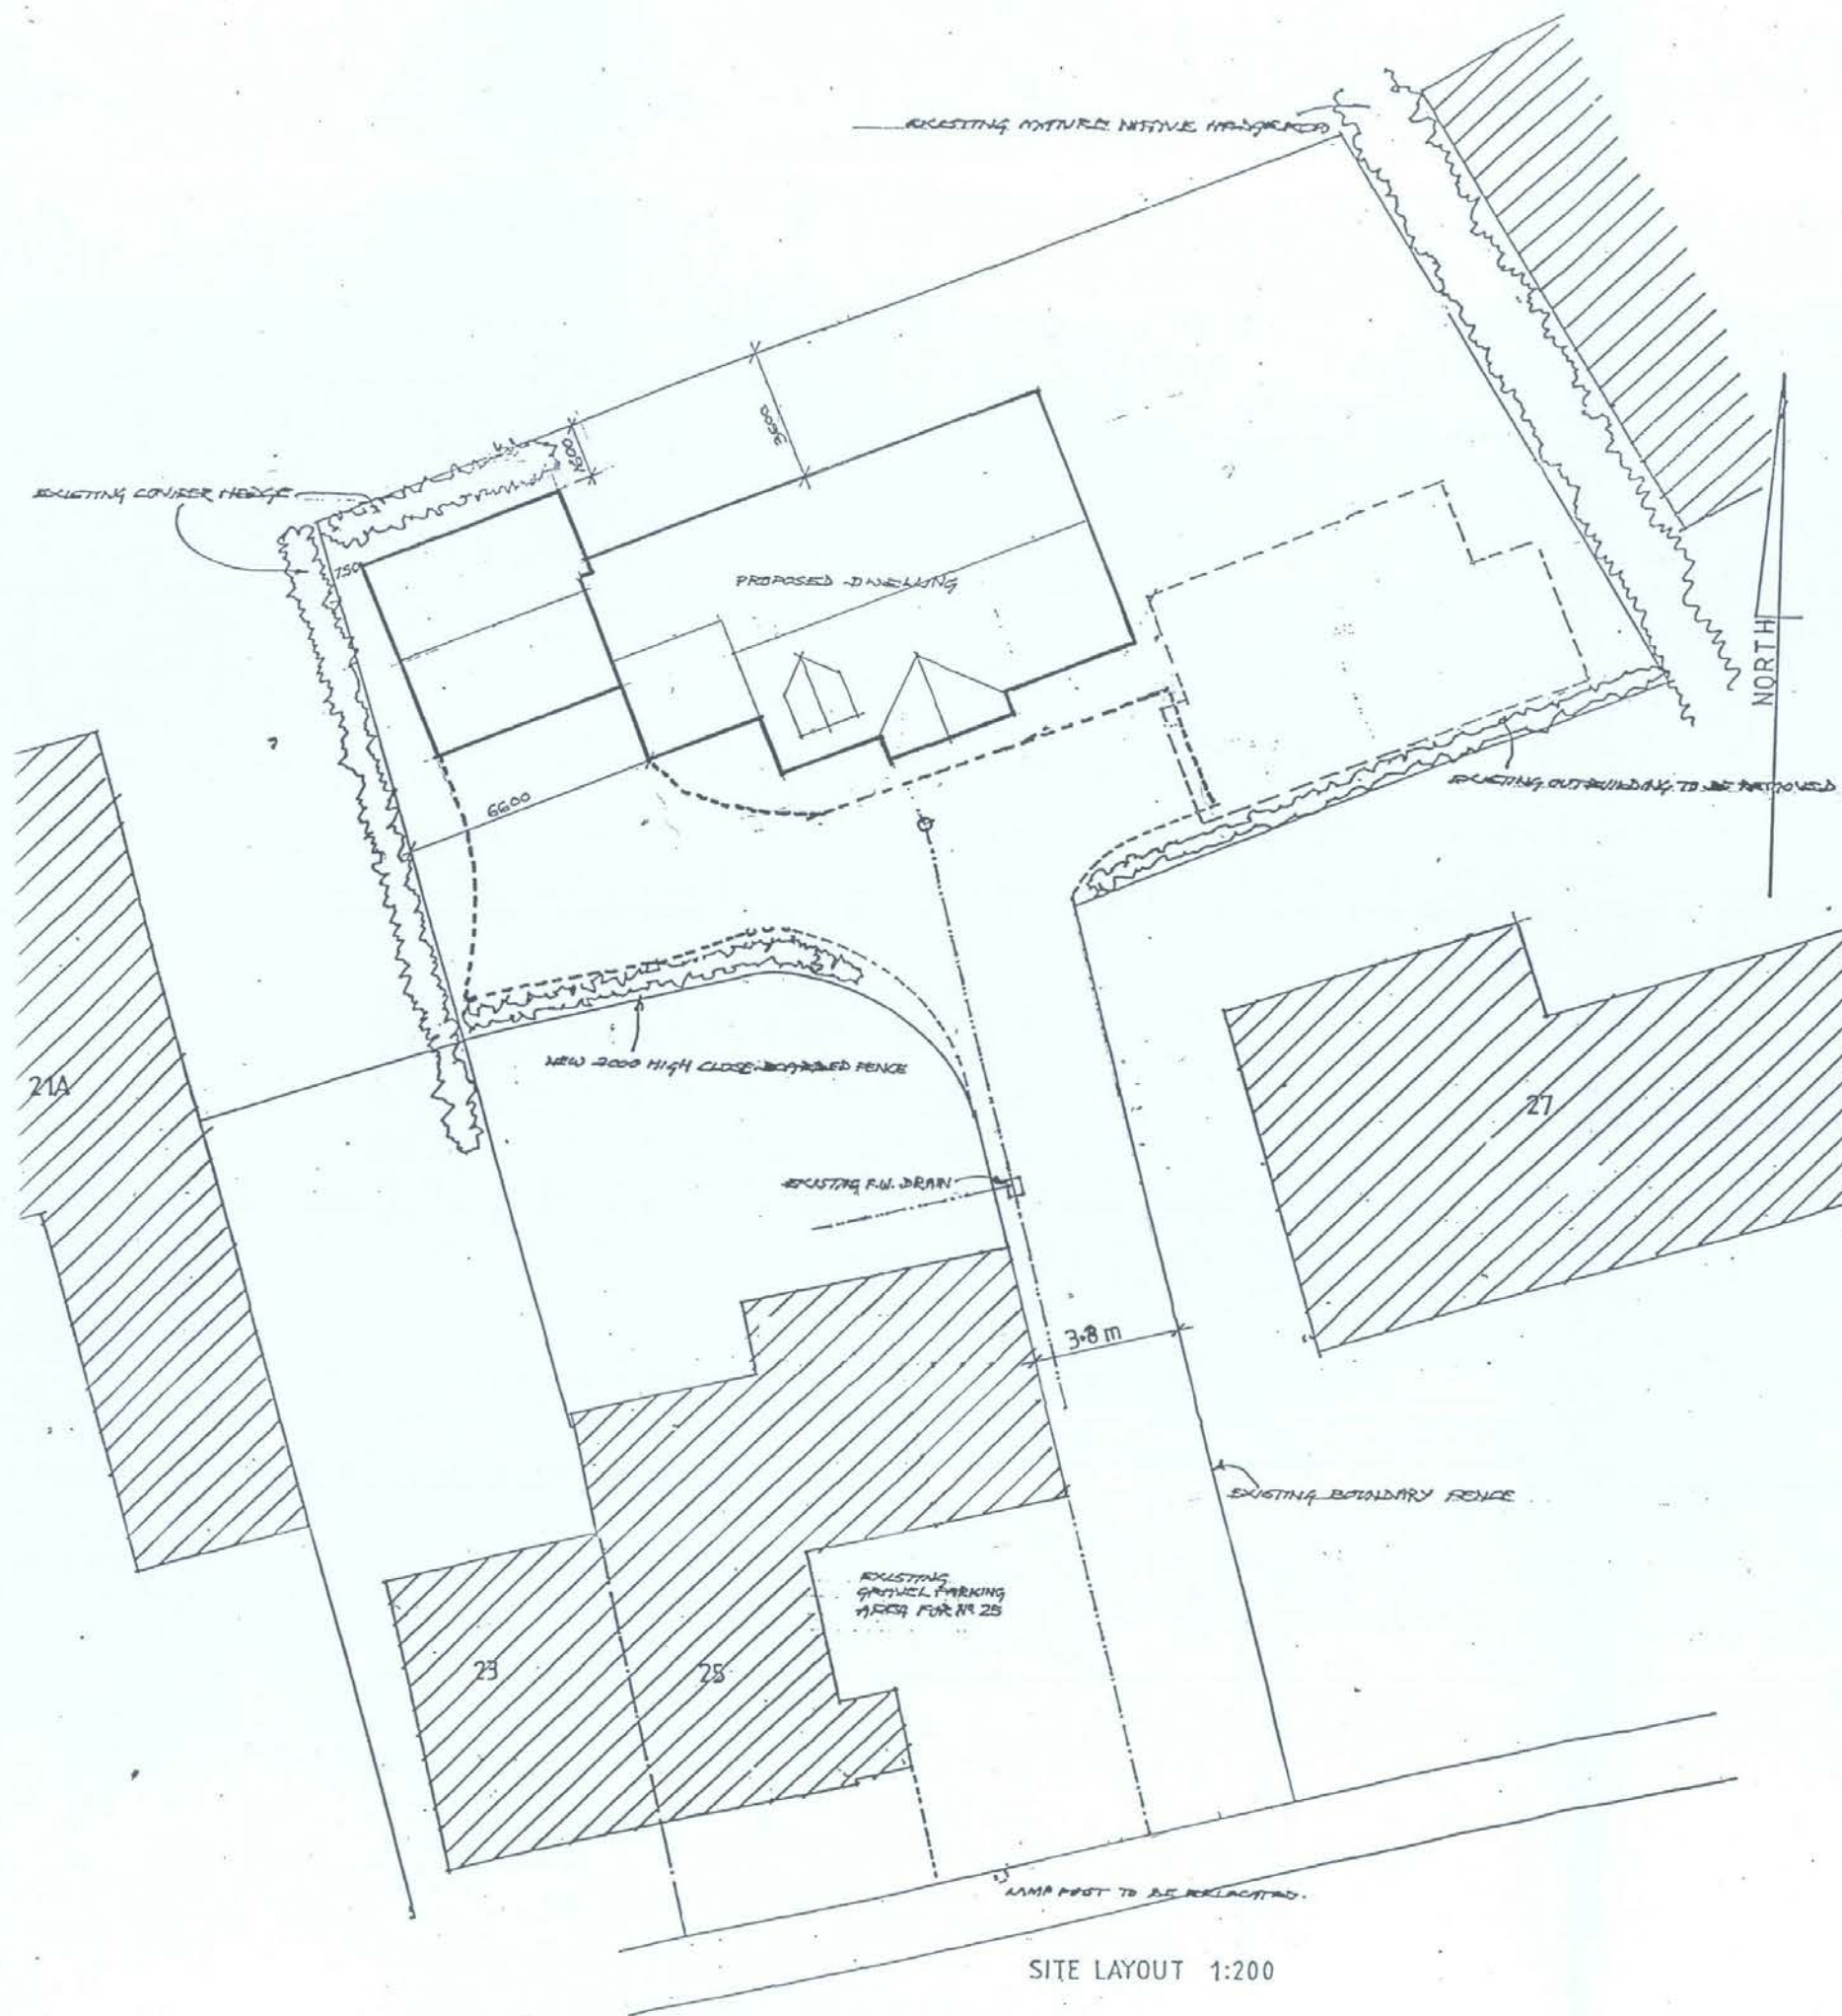 EXISTING MATURE NATIVE HEDGEROW
EXISTING CONIFER HEDGE
1600
3600
750
PROPOSED DWELLING
NORTH
6600
EXISTING OUTBUILDING TO BE REMOVED
21A
NEW 2000 HIGH CLOSE BOARDED FENCE
27
EXISTING F.W. DRAIN
3.8 m
EXISTING BOUNDARY FENCE
EXISTING
GRAVEL PARKING
AREA FOR Nº 25
23
25
LAMP POST TO BE RELOCATED.
SITE LAYOUT 1:200